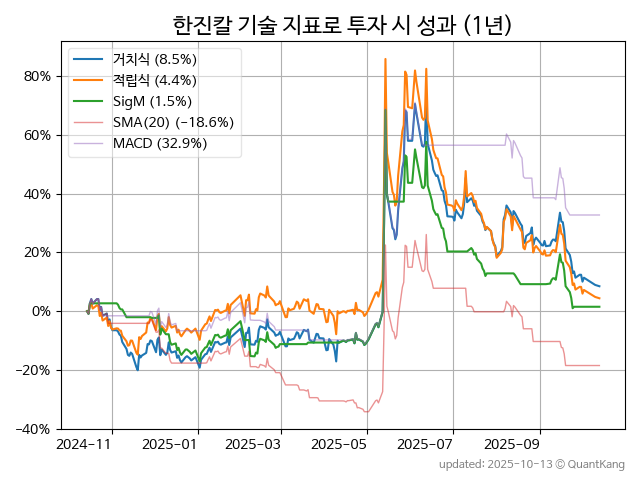 한진칼 기술 지표로 투자 시 성과 (1년)
거치식 (8.5%)
적립식 (4.4%)
SigM (1.5%)
SMA(20) (−18.6%)
MACD (32.9%)
80%
60%
40%
20%
0%
−20%
−40%
2024-11 2025-01 2025-03 2025-05 2025-07 2025-09
updated: 2025-10-13 © QuantKang